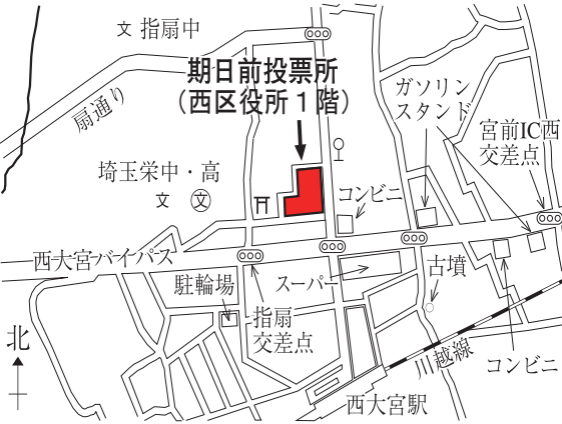 文 指扇中
期日前投票所
（西区役所１階）
扇通り
ガソリン
スタンド
宮前IC西
交差点
埼玉栄中・高
文 文
コンビニ
西大宮バイパス
駐輪場
スーパー
古墳
指扇
交差点
北
川越線
コンビニ
西大宮駅